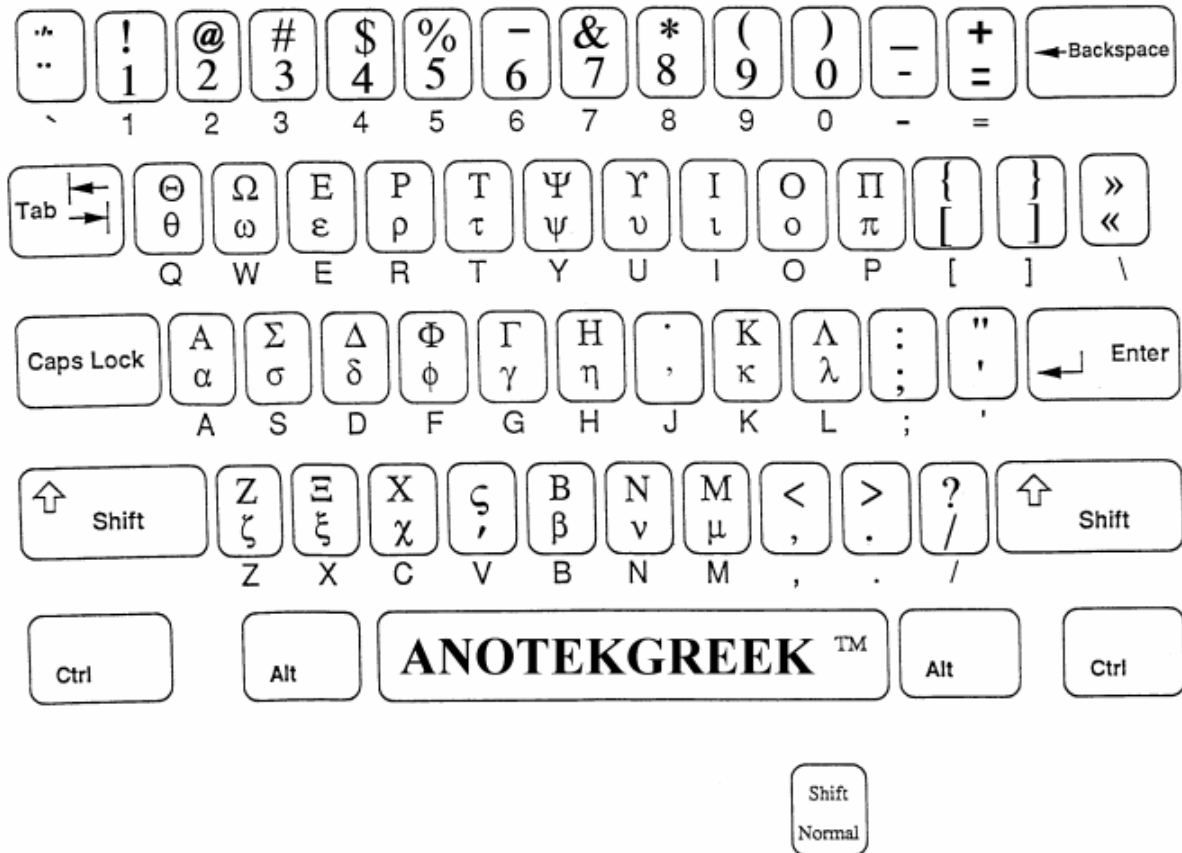 ! @ # $ % – & * ( ) _ +
¨ 1 2 3 4 5 6 7 8 9 0 - = Backspace
` 1 2 3 4 5 6 7 8 9 0 - =
Θ Ω Ε Ρ Τ Ψ Υ Ι Ο Π { } »
Tab θ ω ε ρ τ ψ υ ι ο π [ ] «
Q W E R T Y U I O P [ ] \
Α Σ Δ Φ Γ Η · Κ Λ : "
Caps Lock α σ δ φ γ η , κ λ ; ' Enter
A S D F G H J K L ; '
Ζ Ξ Χ ς Β Ν Μ < > ?
Shift ζ ξ χ ΄ β ν μ , . / Shift
Z X C V B N M , . /
Ctrl Alt ANOTEKGREEK ™ Alt Ctrl
Shift
Normal